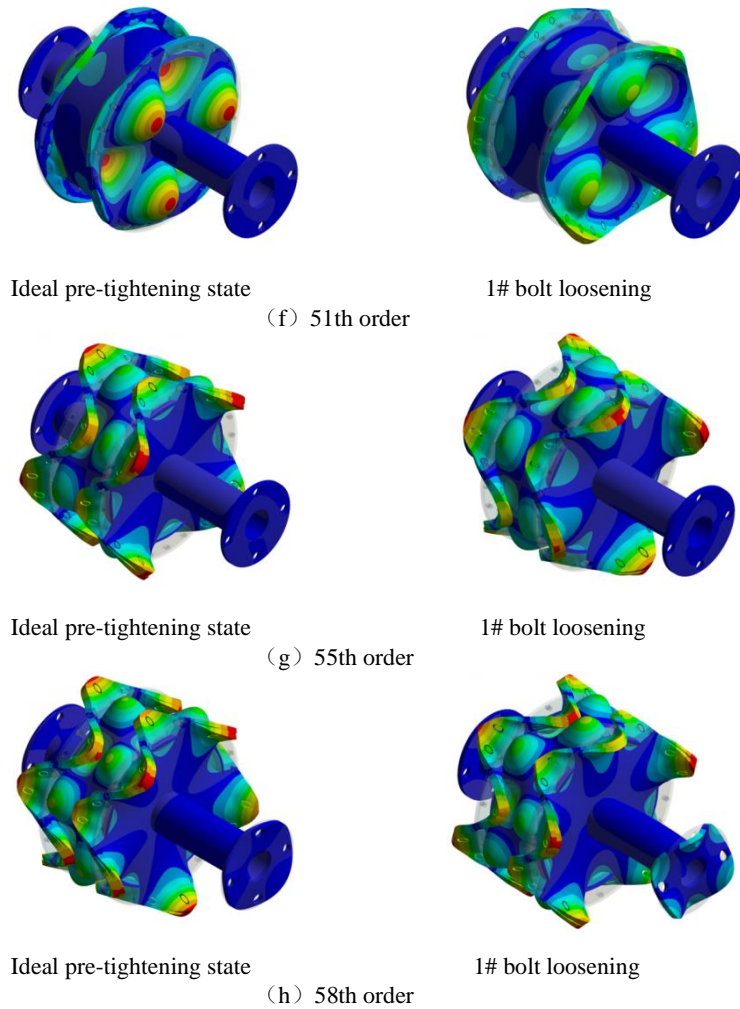 Ideal pre-tightening state 1# bolt loosening
（f）51th order
Ideal pre-tightening state 1# bolt loosening
（g）55th order
Ideal pre-tightening state 1# bolt loosening
（h）58th order